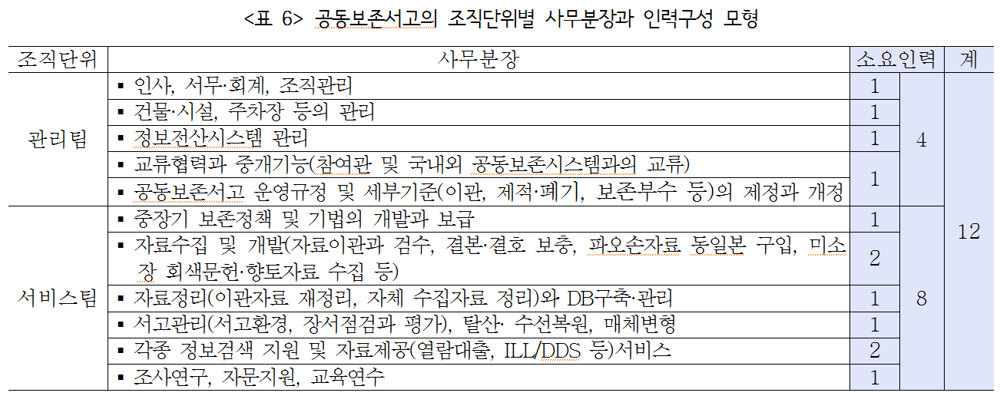 <표 6> 공동보존서고의 조직단위별 사무분장과 인력구성 모형
조직단위 사무분장 소요인력 계
관리팀
▪ 인사, 서무·회계, 조직관리 1
▪ 건물·시설, 주차장 등의 관리 1
▪ 정보전산시스템 관리 1
▪ 교류협력과 중개기능(참여관 및 국내외 공동보존시스템과의 교류)
▪ 공동보존서고 운영규정 및 세부기준(이관, 제적·폐기, 보존부수 등)의 제정과 개정
1
4
서비스팀
▪ 중장기 보존정책 및 기법의 개발과 보급 1
▪ 자료수집 및 개발(자료이관과 검수, 결본·결호 보충, 파오손자료 동일본 구입, 미소
장 회색문헌·향토자료 수집 등) 2
▪ 자료정리(이관자료 재정리, 자체 수집자료 정리)와 DB구축·관리 1
▪ 서고관리(서고환경, 장서점검과 평가), 탈산· 수선복원, 매체변형 1
▪ 각종 정보검색 지원 및 자료제공(열람대출, ILL/DDS 등)서비스 2
▪ 조사연구, 자문지원, 교육연수 1
8
12